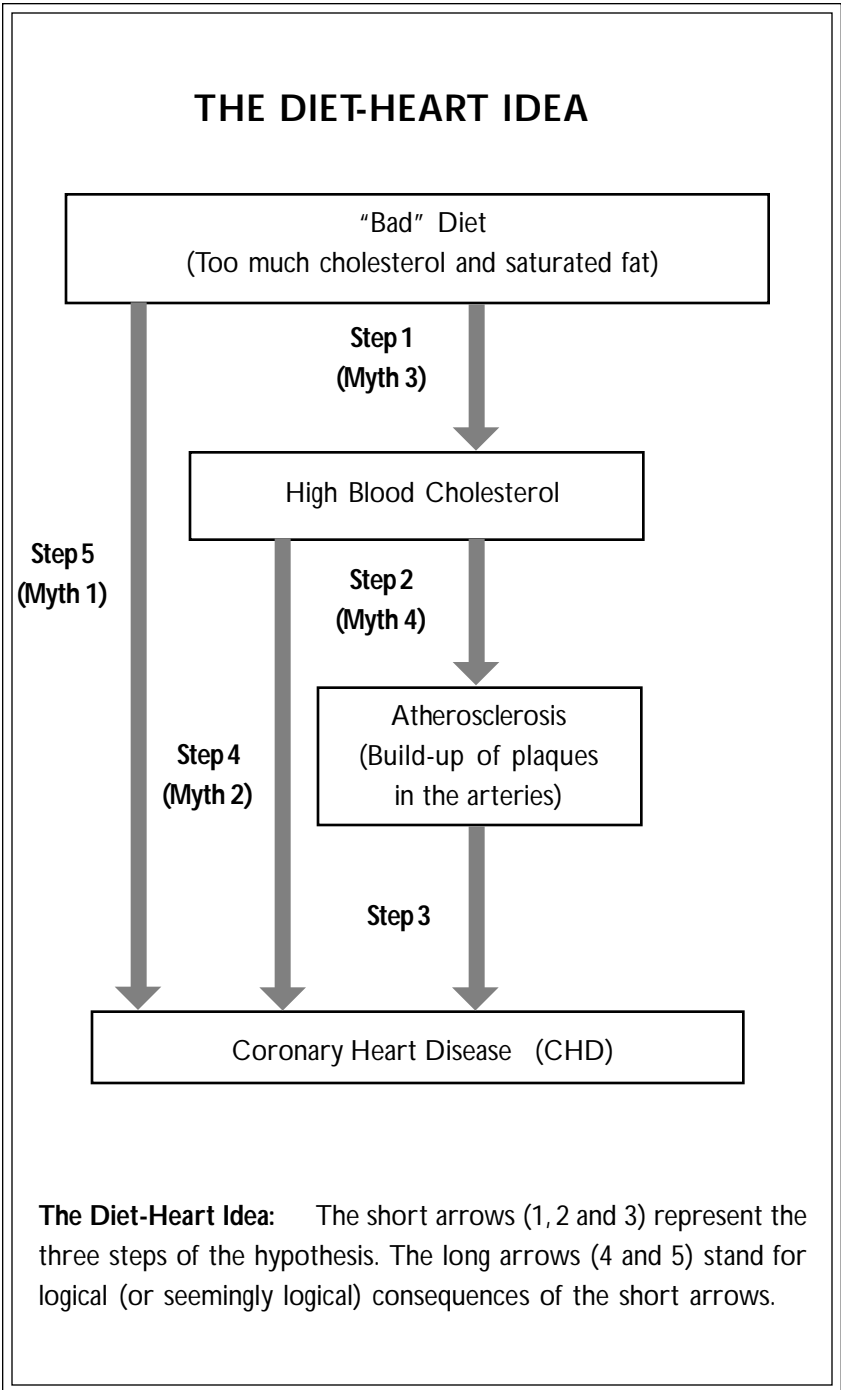 THE DIET-HEART IDEA
“Bad” Diet
(Too much cholesterol and saturated fat)
Step 1
(Myth 3)
High Blood Cholesterol
Step 5
(Myth 1)
Step 2
(Myth 4)
Atherosclerosis
(Build-up of plaques
in the arteries)
Step 4
(Myth 2)
Step 3
Coronary Heart Disease (CHD)
The Diet-Heart Idea: The short arrows (1, 2 and 3) represent the
three steps of the hypothesis. The long arrows (4 and 5) stand for
logical (or seemingly logical) consequences of the short arrows.